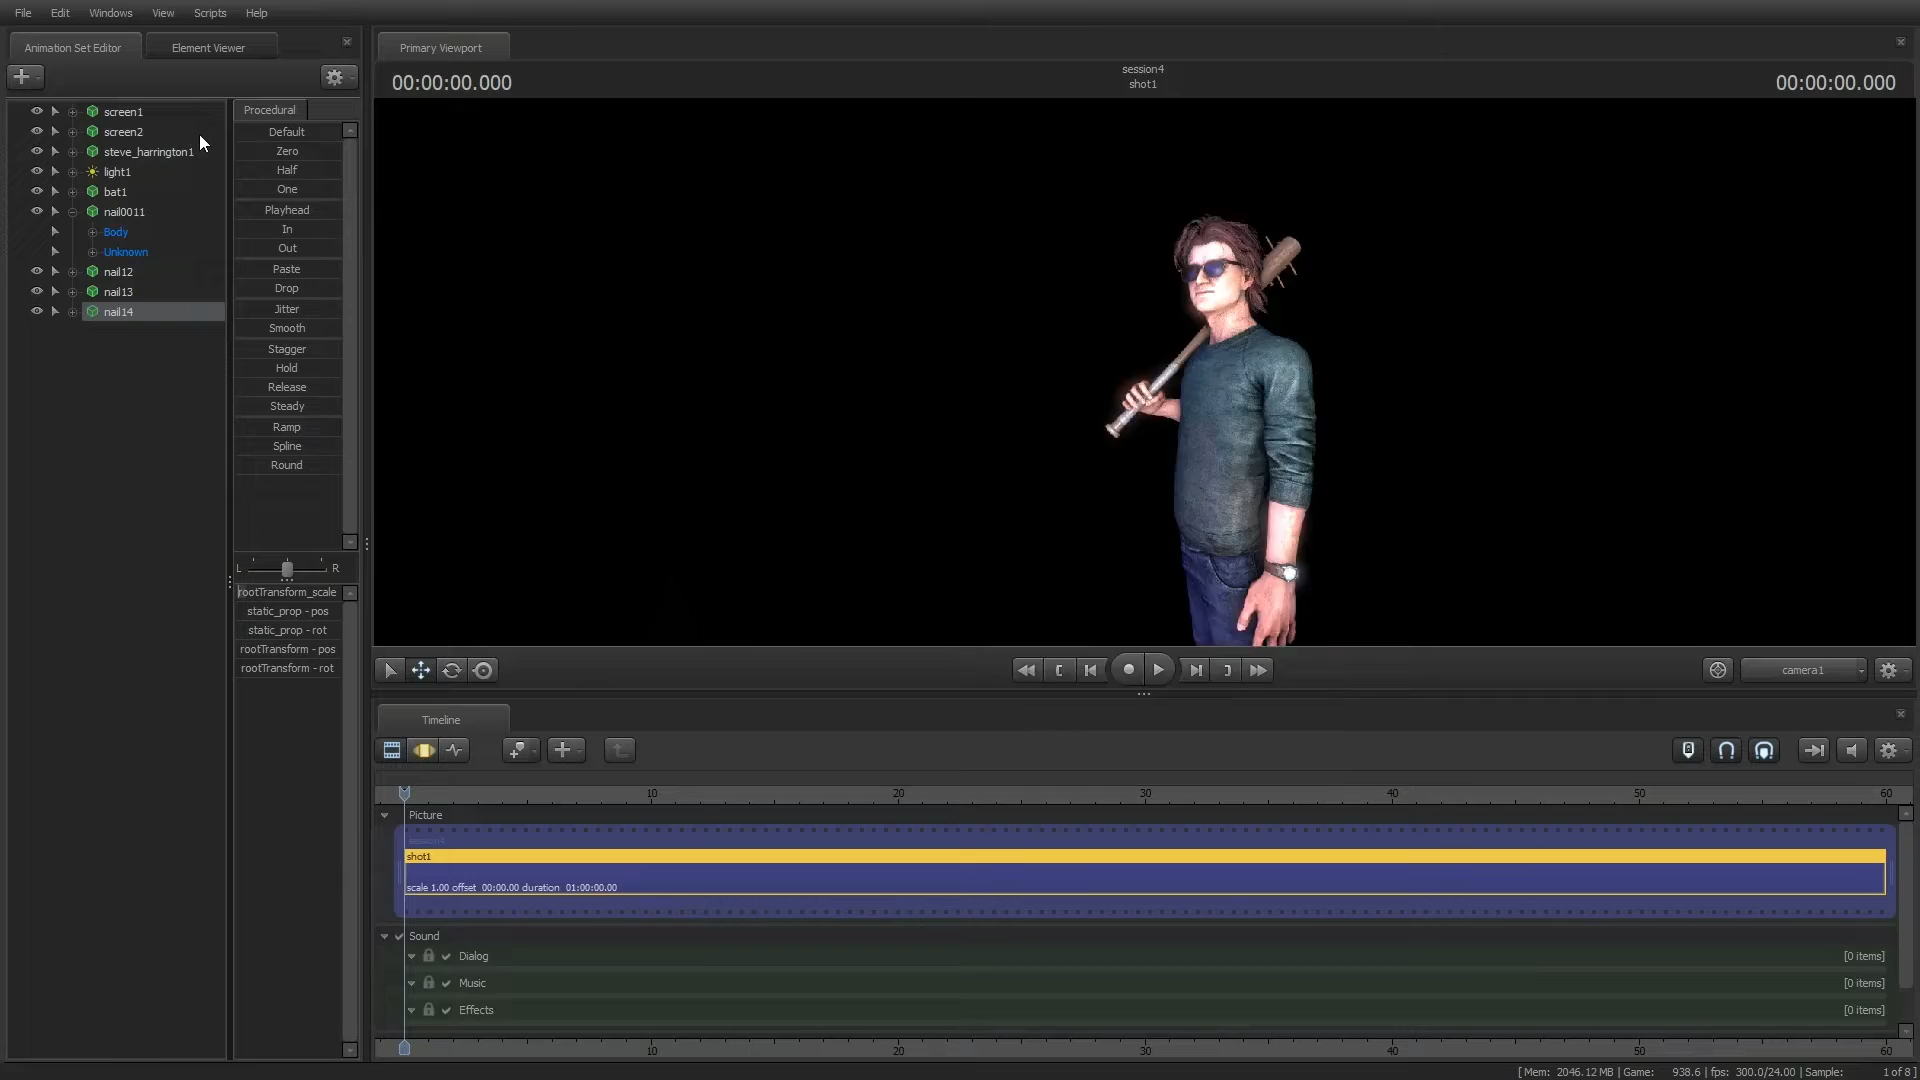 File Edit Windows View Scripts Help
Animation Set Editor Element Viewer
Primary Viewport
00:00:00.000
session4
shot1
00:00:00.000
screen1
screen2
steve_harrington1
light1
bat1
nail0011
Body
Unknown
nail12
nail13
nail14
Procedural
Default
Zero
Half
One
Playhead
In
Out
Paste
Drop
Jitter
Smooth
Stagger
Hold
Release
Steady
Ramp
Spline
Round
L R
rootTransform_scale
static_prop - pos
static_prop - rot
rootTransform - pos
rootTransform - rot
camera1
Timeline
10 20 30 40 50 60
Picture
session4
shot1
scale 1.00 offset 00:00.00 duration 01:00:00.00
Sound
Dialog [0 items]
Music [0 items]
Effects [0 items]
10 20 30 40 50 60
[ Mem: 2046.12 MB | Game: 938.6 | fps: 300.0/24.00 | Sample: 1 of 8 ]